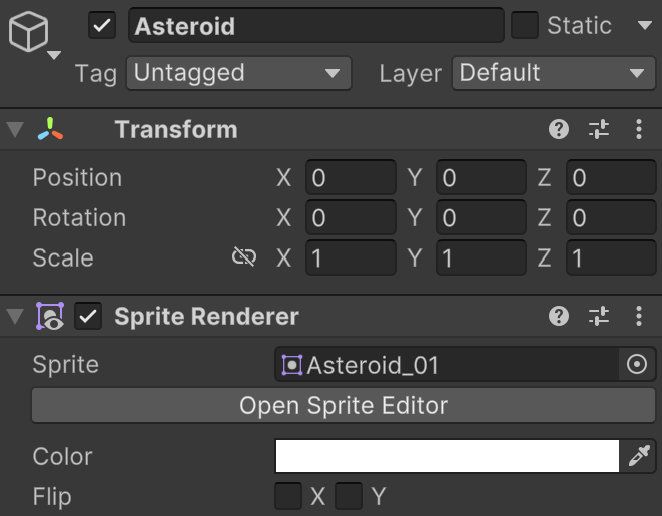 Asteroid Static
Tag Untagged Layer Default
Transform
Position X 0 Y 0 Z 0
Rotation X 0 Y 0 Z 0
Scale X 1 Y 1 Z 1
Sprite Renderer
Sprite Asteroid_01
Open Sprite Editor
Color
Flip X Y